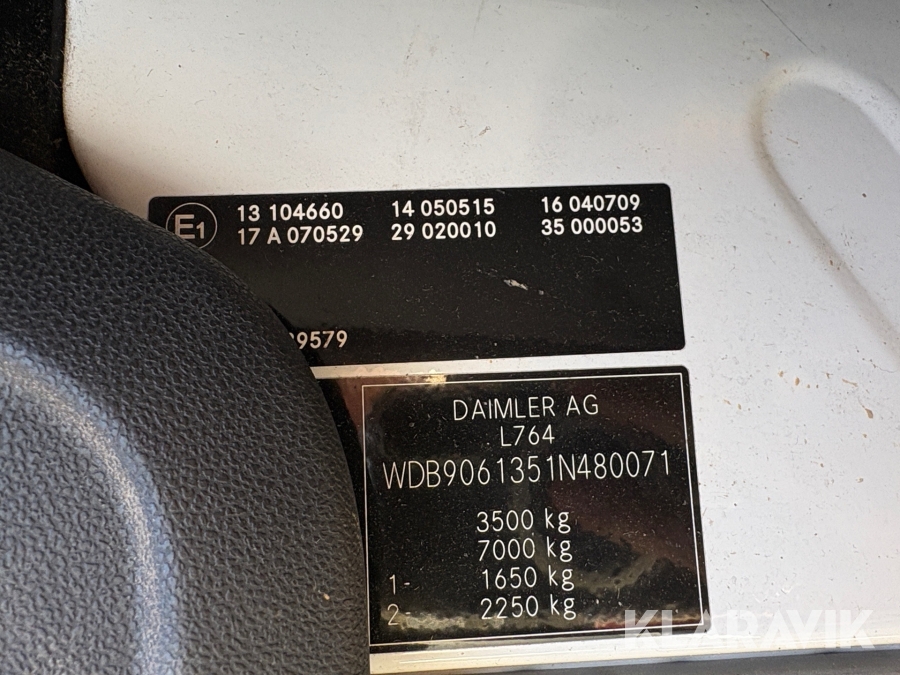 E1
13 104660 14 050515 16 040709
17 A 070529 29 020010 35 000053
9579
DAIMLER AG
L764
WDB9061351N480071
3500 kg
7000 kg
1- 1650 kg
2- 2250 kg
KLARAVIK